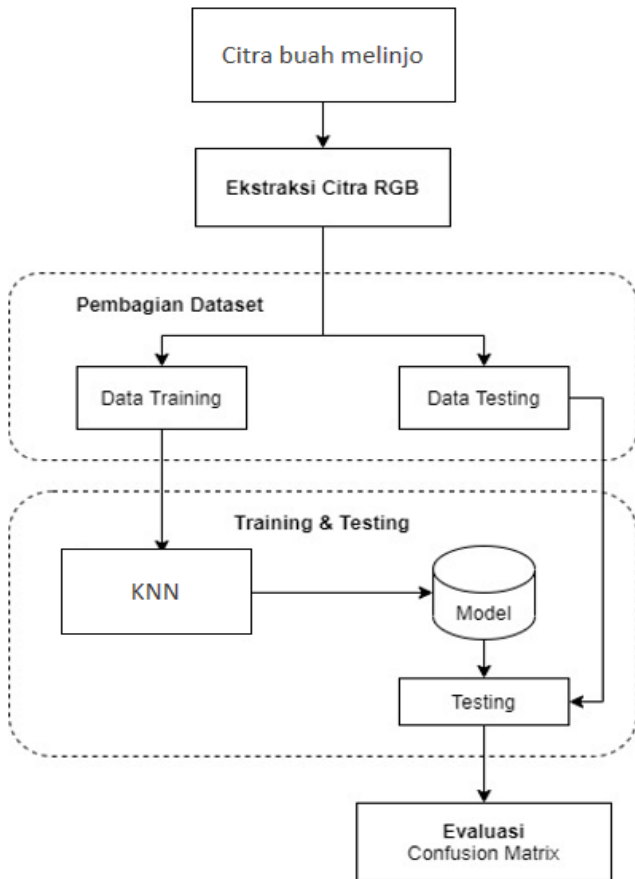 Citra buah melinjo
Ekstraksi Citra RGB
Pembagian Dataset
Data Training
Data Testing
Training & Testing
KNN
Model
Testing
Evaluasi
Confusion Matrix